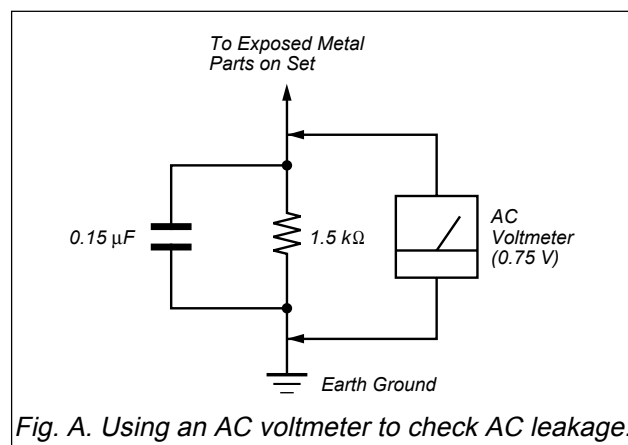 To Exposed Metal
Parts on Set
0.15 μF
1.5 kΩ
AC
Voltmeter
(0.75 V)
Earth Ground
Fig. A. Using an AC voltmeter to check AC leakage.